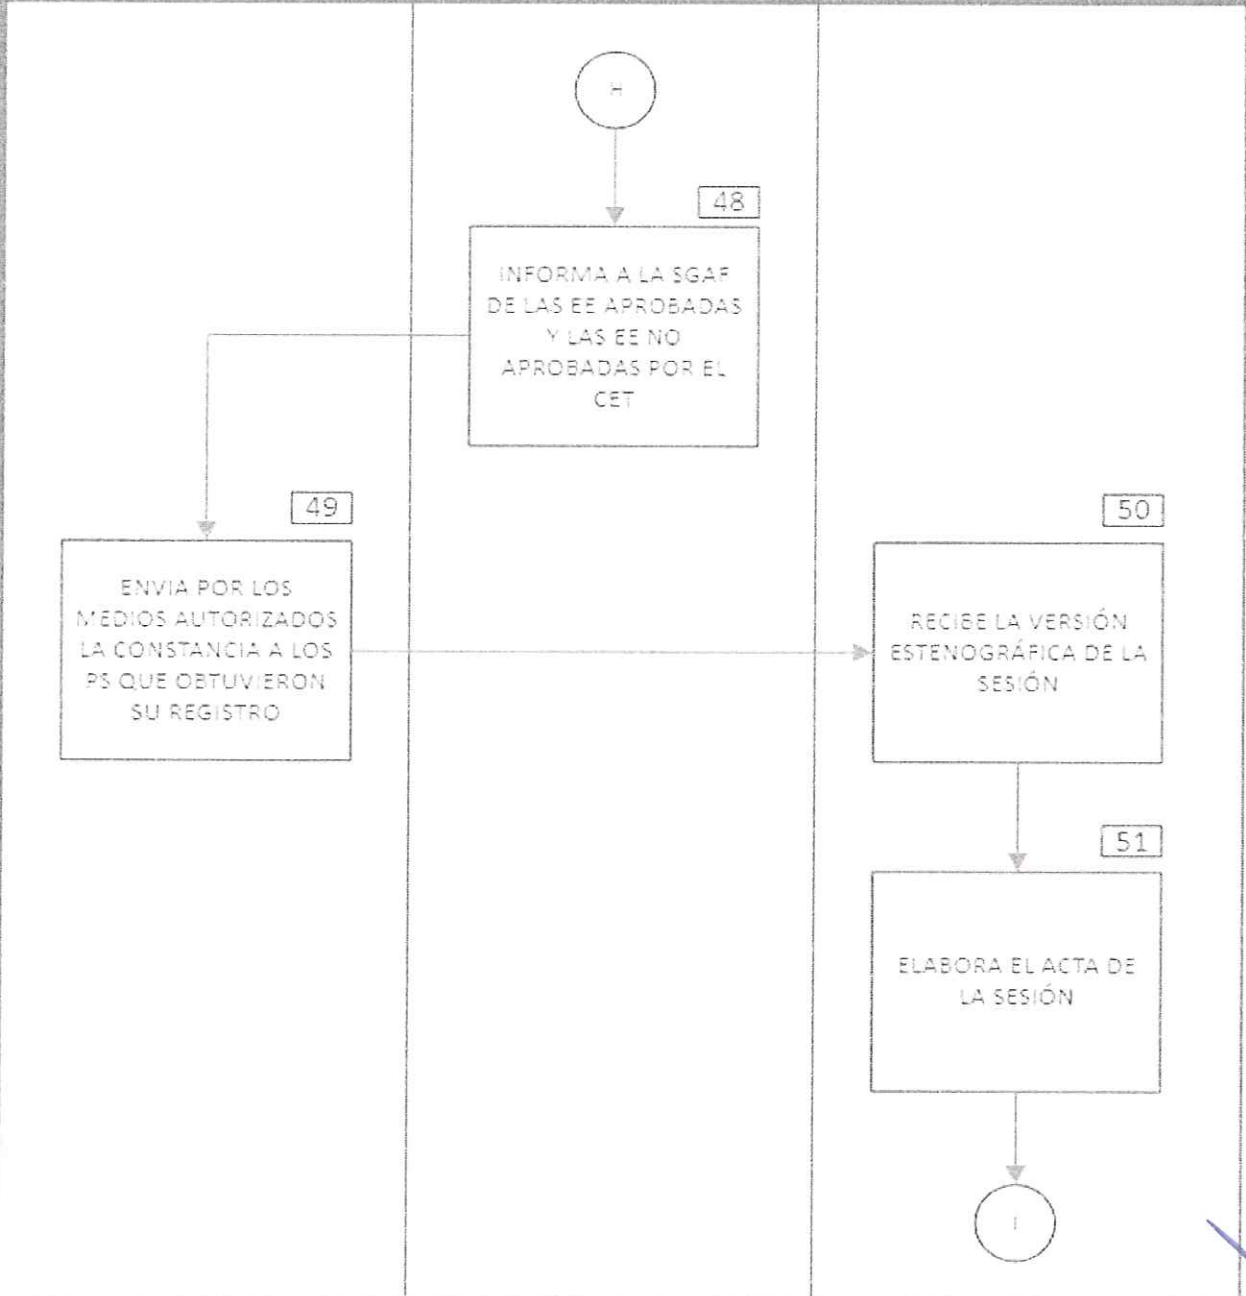 H
48
INFORMA A LA SGAF
DE LAS EE APROBADAS
Y LAS EE NO
APROBADAS POR EL
CET
49
ENVIA POR LOS
MEDIOS AUTORIZADOS
LA CONSTANCIA A LOS
PS QUE OBTUVIERON
SU REGISTRO
50
RECIBE LA VERSIÓN
ESTENOGRÁFICA DE LA
SESIÓN
51
ELABORA EL ACTA DE
LA SESIÓN
I